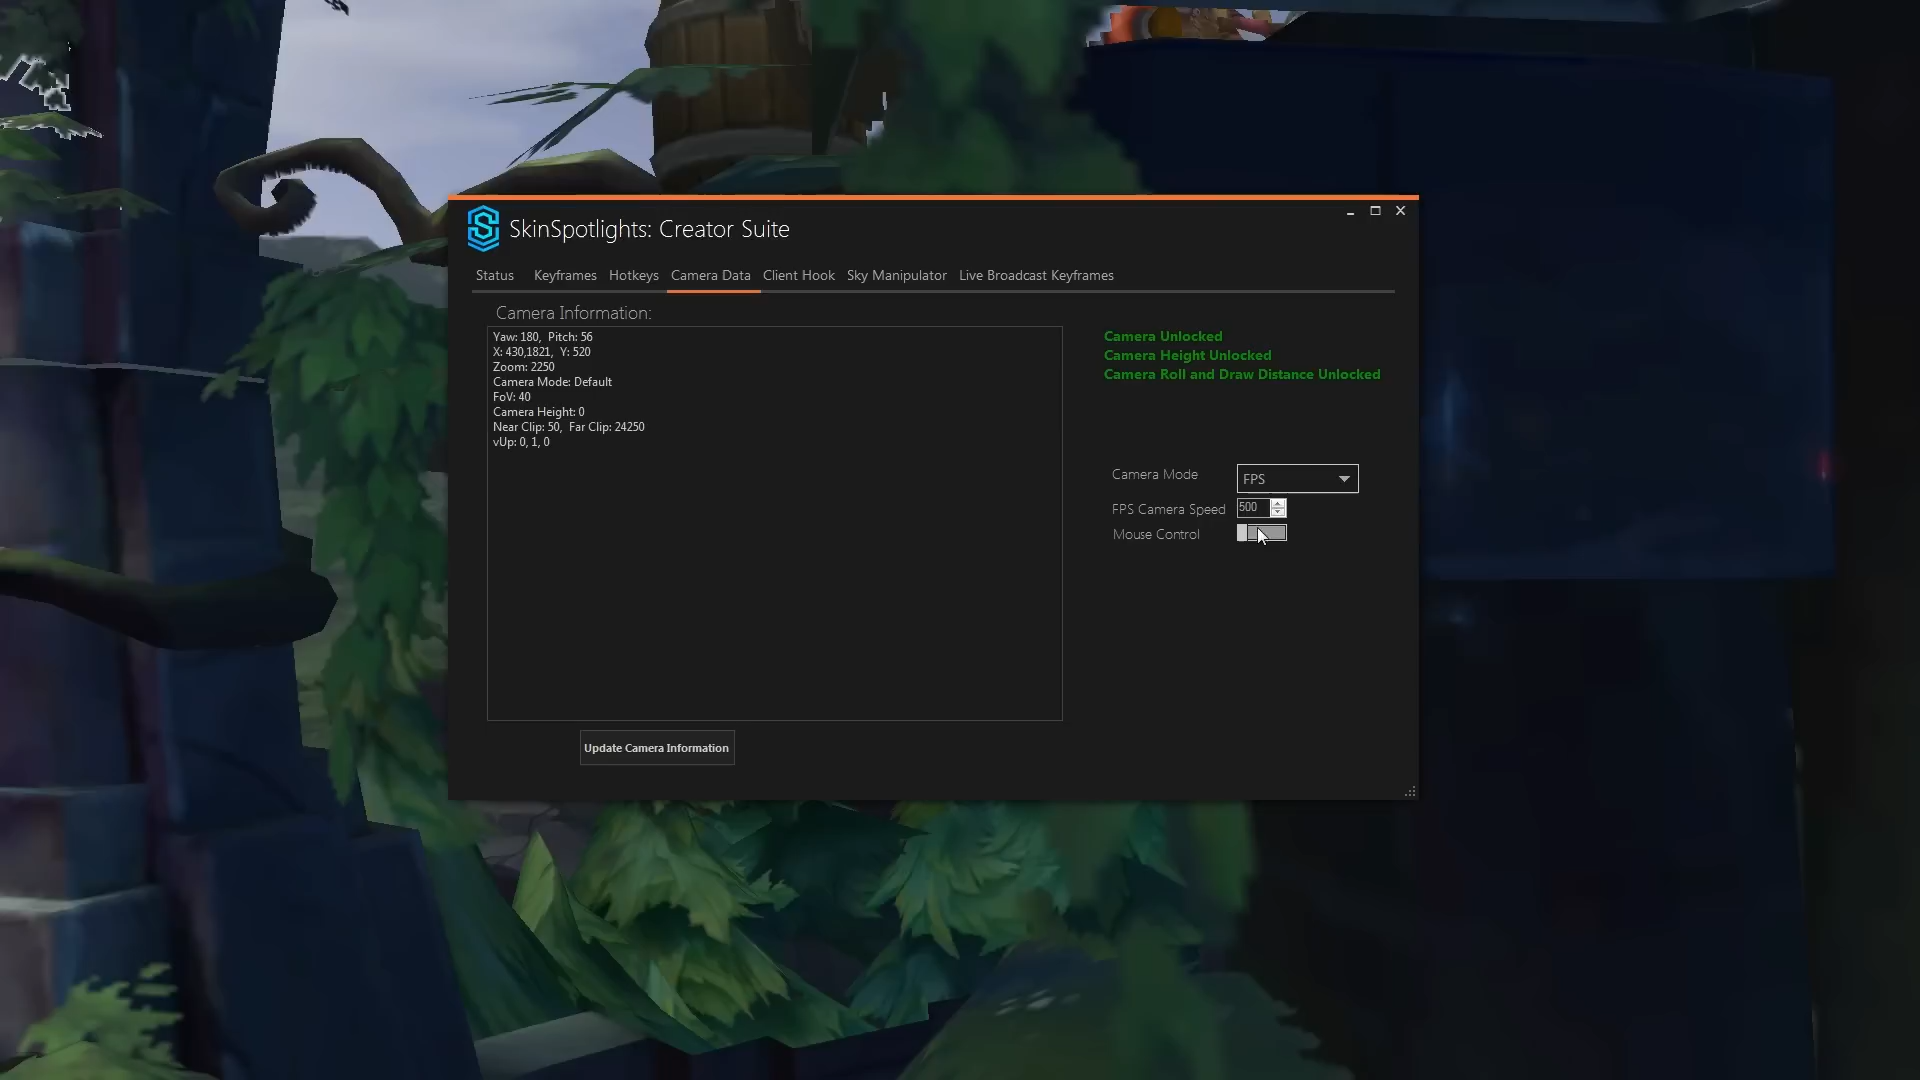 SkinSpotlights: Creator Suite
Status Keyframes Hotkeys Camera Data Client Hook Sky Manipulator Live Broadcast Keyframes
Camera Information:
Yaw: 180, Pitch: 56
X: 430,1821, Y: 520
Zoom: 2250
Camera Mode: Default
FoV: 40
Camera Height: 0
Near Clip: 50, Far Clip: 24250
vUp: 0, 1, 0
Camera Unlocked
Camera Height Unlocked
Camera Roll and Draw Distance Unlocked
Camera Mode FPS
FPS Camera Speed 500
Mouse Control
Update Camera Information